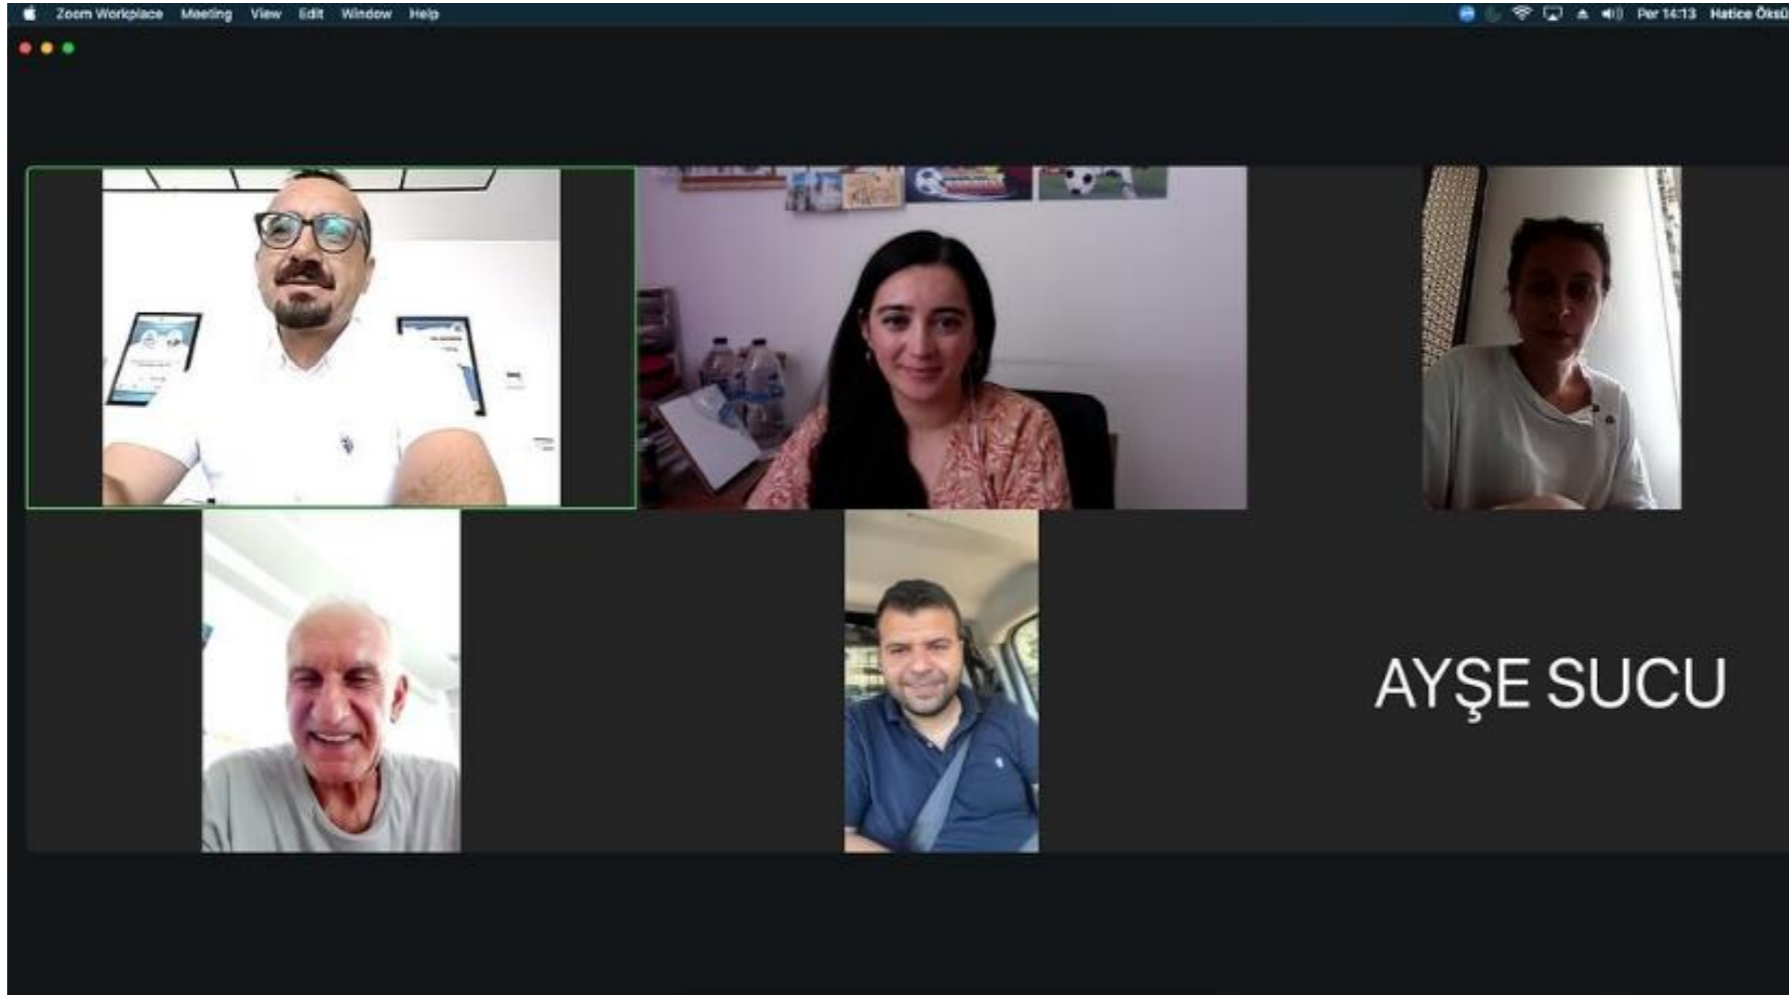 Zoom Workplace Meeting View Edit Window Help
Per 14:13 Hatice Öksü
AYŞE SUCU